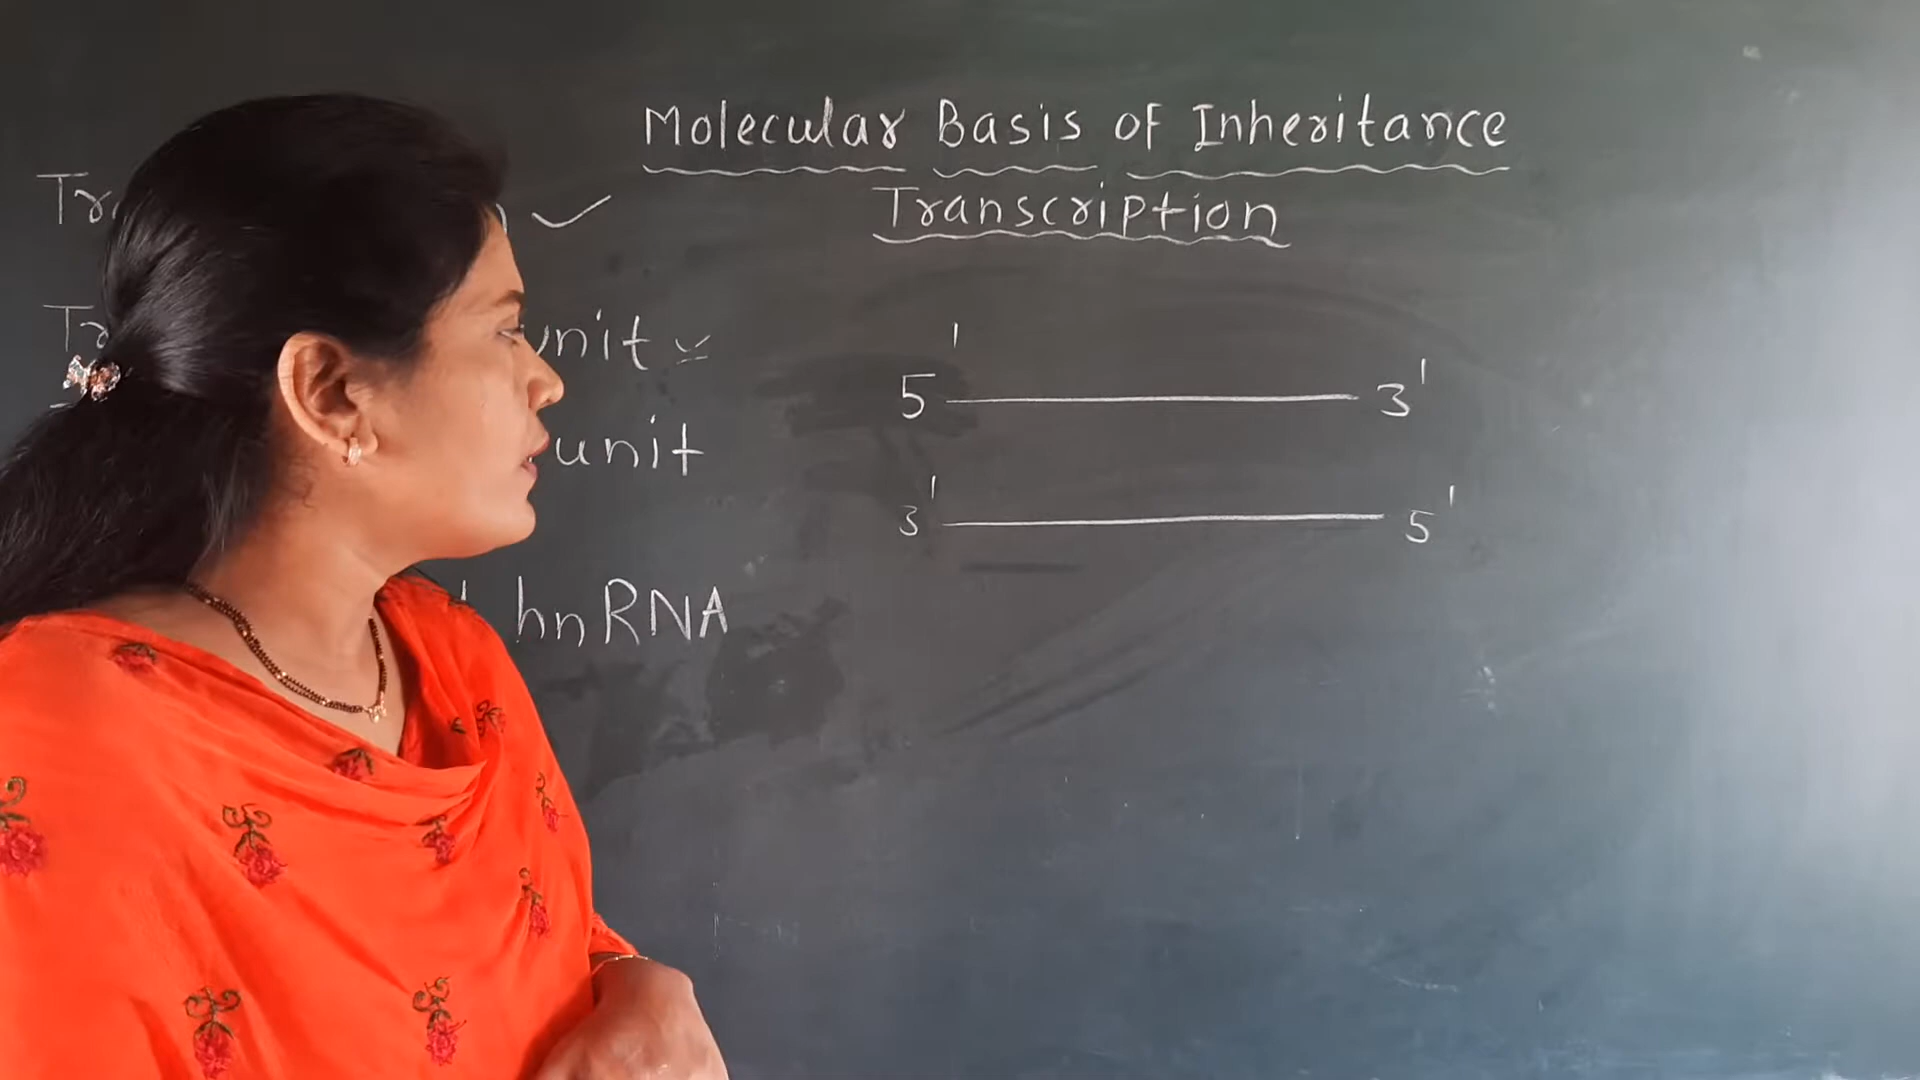 Molecular Basis of Inheritance
Transcription
unit
unit
hnRNA
5' 3'
3' 5'